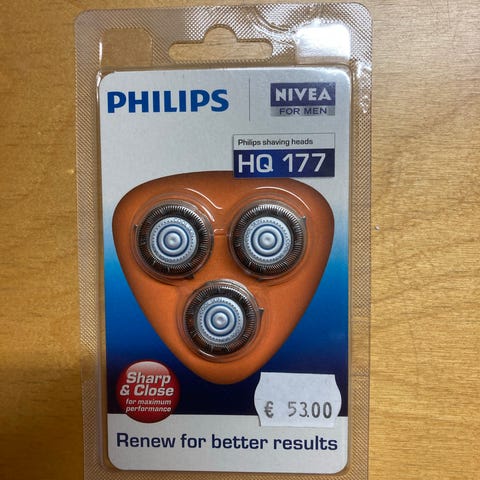 PHILIPS
NIVEA
FOR MEN
Philips shaving heads
HQ 177
Sharp
& Close
for maximum
performance
€ 53.00
Renew for better results